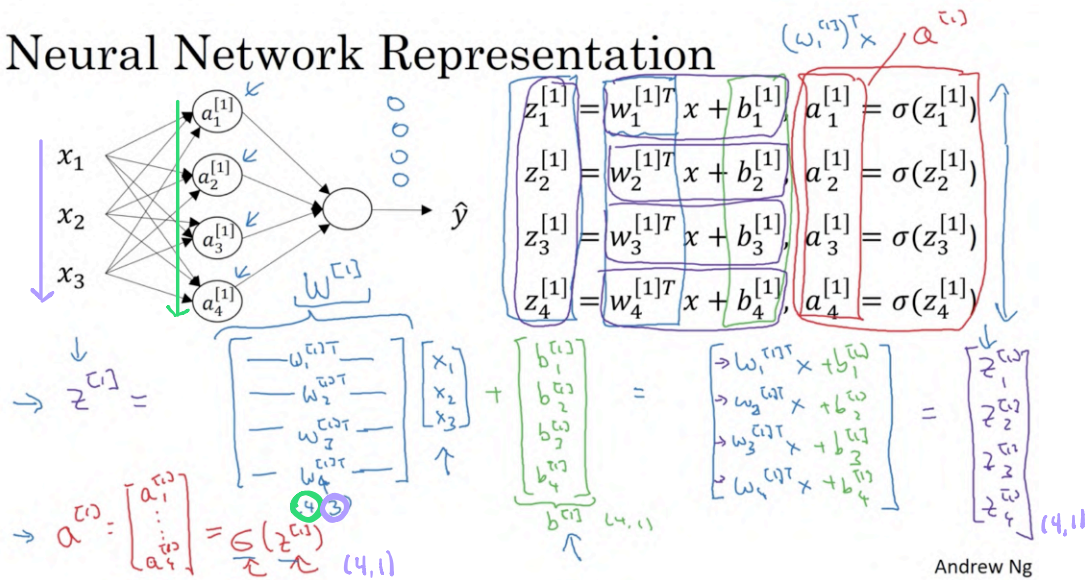 Neural Network Representation
(w₁^[1])^T x
a^[1]
x₁
x₂
x₃
a₁^[1]
a₂^[1]
a₃^[1]
a₄^[1]
ŷ
z₁^[1] = w₁^[1]T x + b₁^[1], a₁^[1] = σ(z₁^[1])
z₂^[1] = w₂^[1]T x + b₂^[1], a₂^[1] = σ(z₂^[1])
z₃^[1] = w₃^[1]T x + b₃^[1], a₃^[1] = σ(z₃^[1])
z₄^[1] = w₄^[1]T x + b₄^[1], a₄^[1] = σ(z₄^[1])
W^[1]
→ z^[1] =
w₁^[1]T
w₂^[1]T
w₃^[1]T
w₄^[1]T
(4,3)
x₁
x₂
x₃
+
b₁^[1]
b₂^[1]
b₃^[1]
b₄^[1]
b^[1] (4,1)
=
→ w₁^[1]T x + b₁^[1]
→ w₂^[1]T x + b₂^[1]
→ w₃^[1]T x + b₃^[1]
→ w₄^[1]T x + b₄^[1]
=
z₁^[1]
z₂^[1]
z₃^[1]
z₄^[1]
(4,1)
→ a^[1] = [a₁^[1] ⋮ a₄^[1]] = σ(z^[1])
(4,1)
Andrew Ng